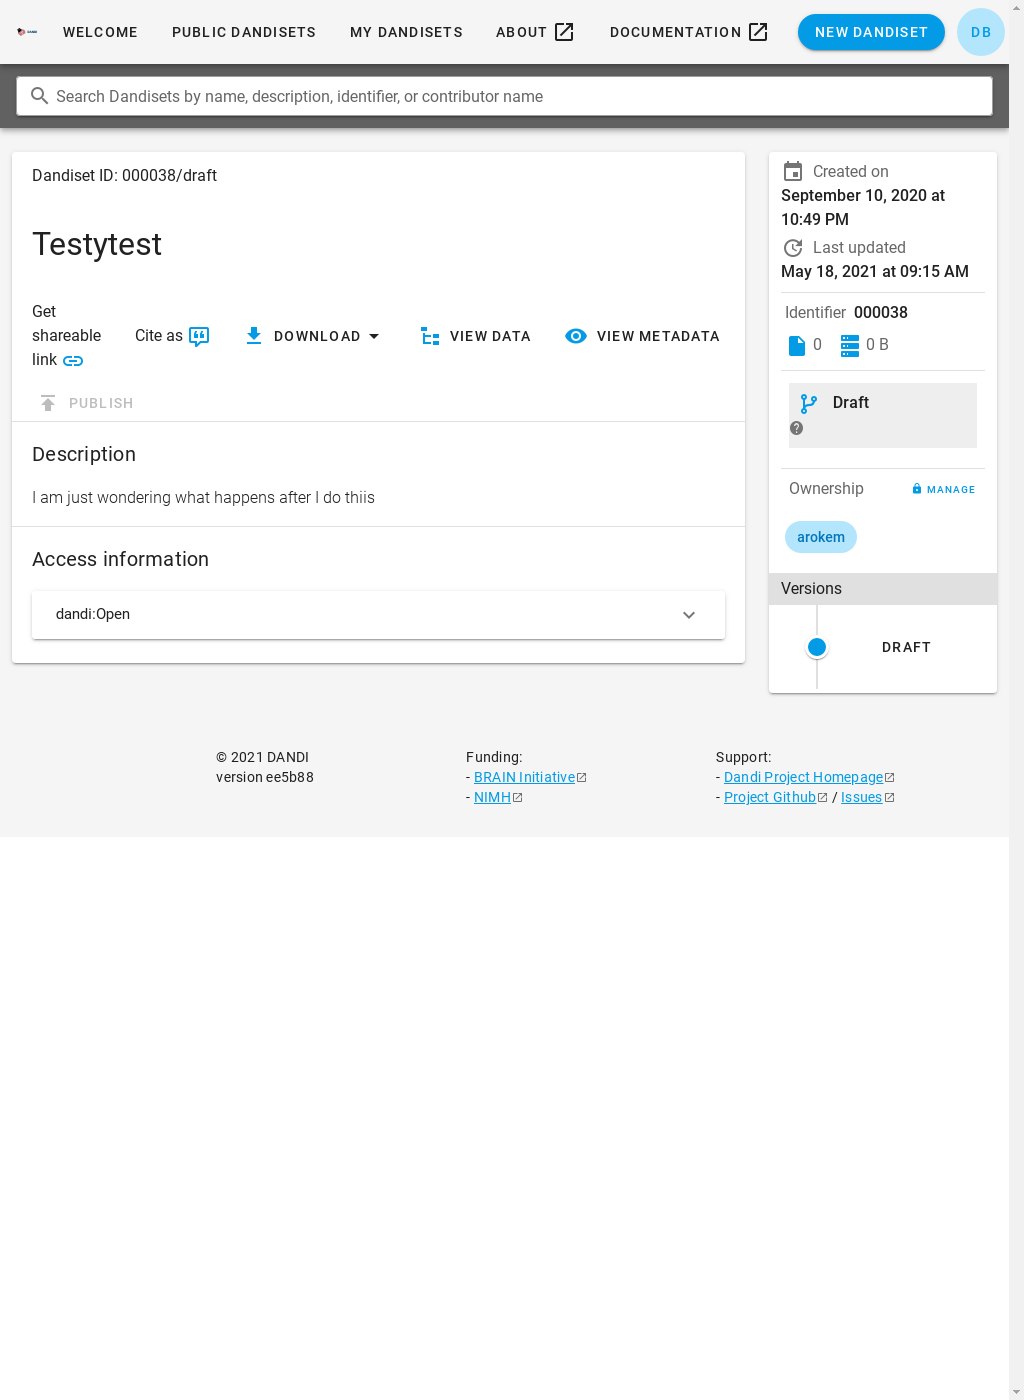 WELCOME
PUBLIC DANDISETS
MY DANDISETS
ABOUT
DOCUMENTATION
NEW DANDISET
DB
Search Dandisets by name, description, identifier, or contributor name
Dandiset ID: 000038/draft
Testytest
Get
shareable
link
Cite as
DOWNLOAD
VIEW DATA
VIEW METADATA
PUBLISH
Description
I am just wondering what happens after I do thiis
Access information
dandi:Open
Created on
September 10, 2020 at
10:49 PM
Last updated
May 18, 2021 at 09:15 AM
Identifier 000038
0
0 B
Draft
Ownership
MANAGE
arokem
Versions
DRAFT
© 2021 DANDI
version ee5b88
Funding:
- BRAIN Initiative
- NIMH
Support:
- Dandi Project Homepage
- Project Github / Issues